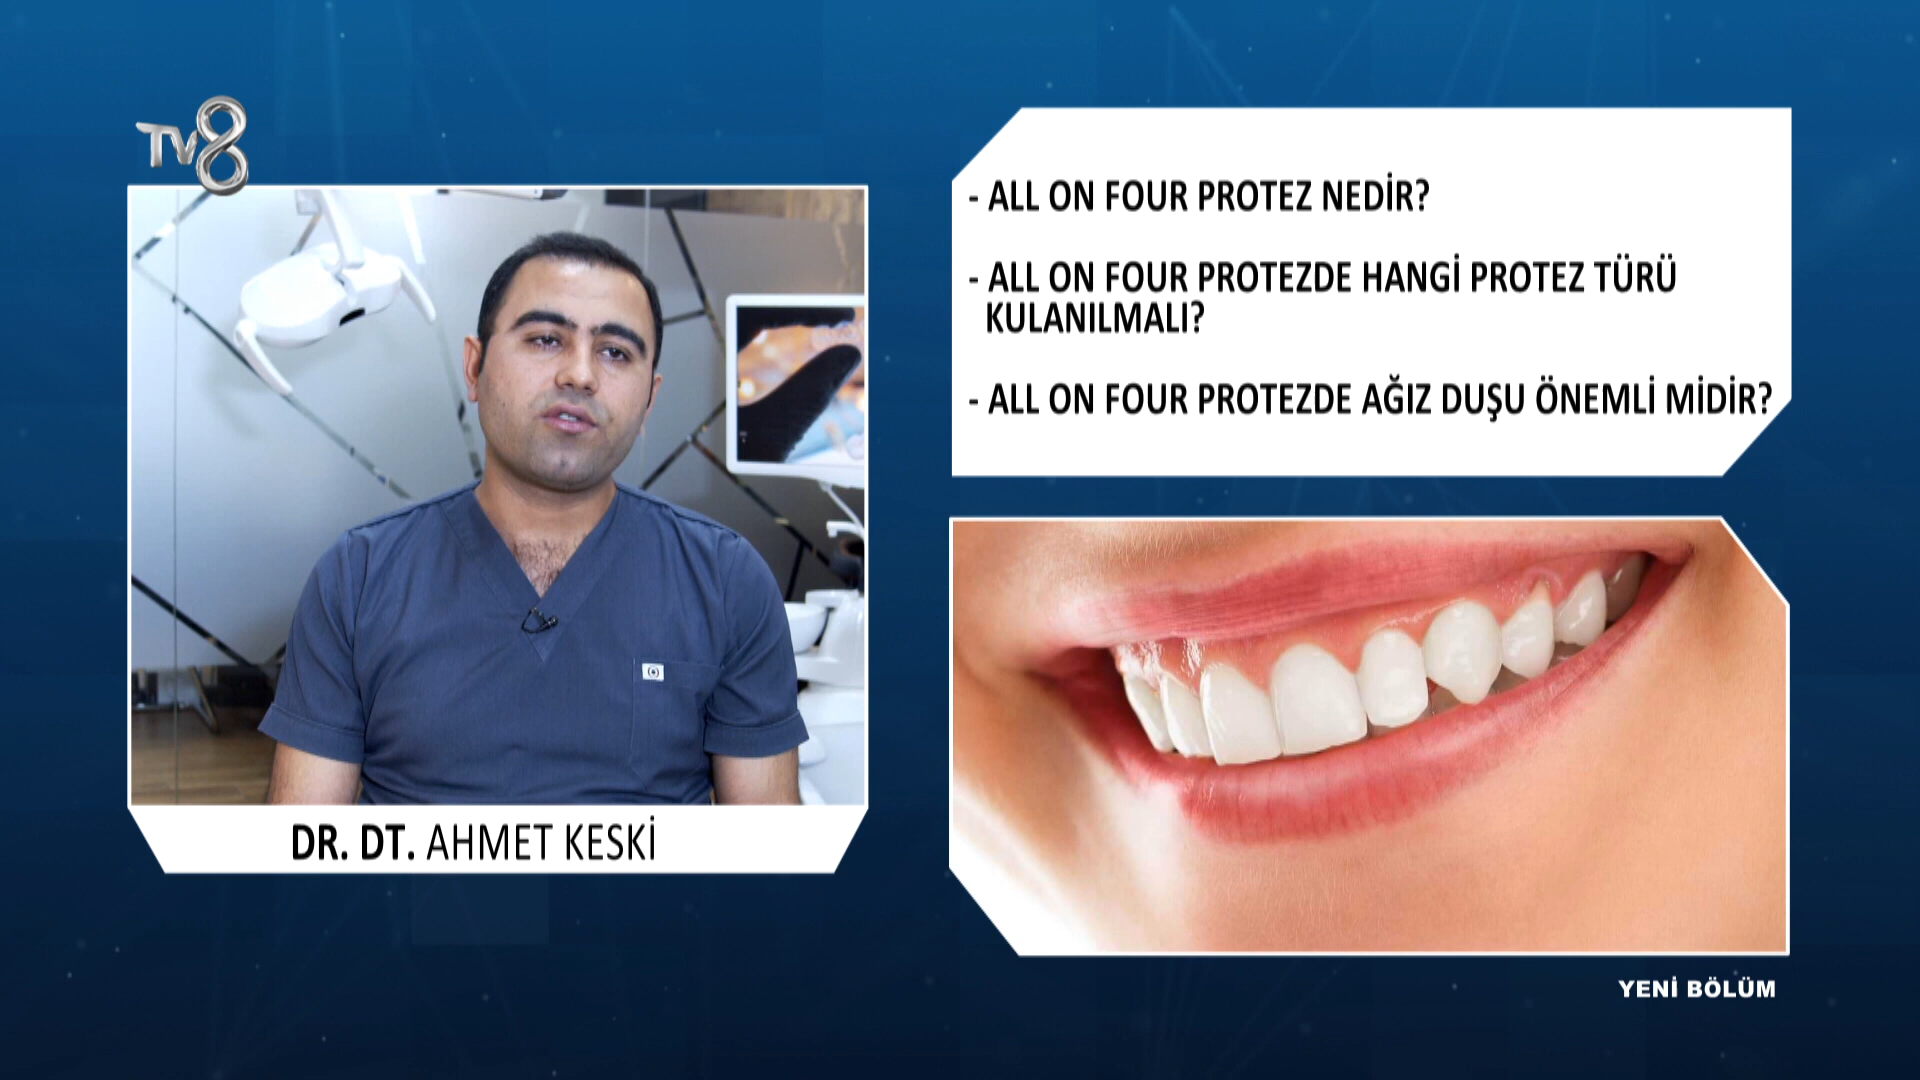 TV8
- ALL ON FOUR PROTEZ NEDİR?
- ALL ON FOUR PROTEZDE HANGİ PROTEZ TÜRÜ
KULANILMALI?
- ALL ON FOUR PROTEZDE AĞIZ DUŞU ÖNEMLİ MİDİR?
DR. DT. AHMET KESKİ
YENİ BÖLÜM